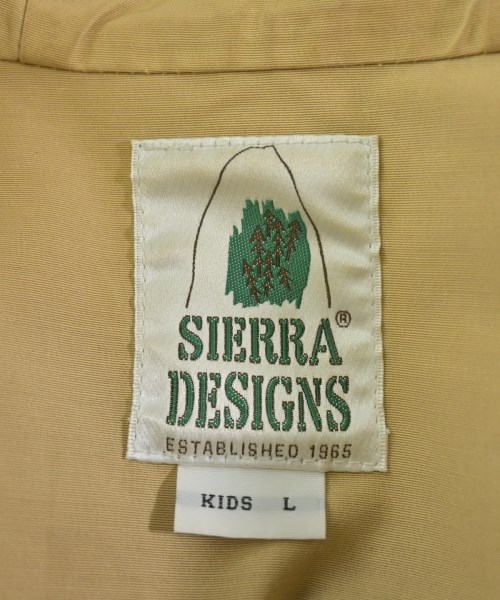 SIERRA®
DESIGNS
ESTABLISHED 1965
KIDS L